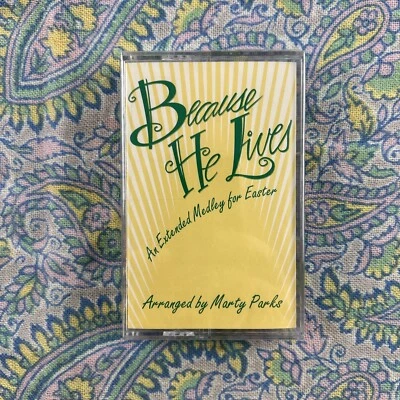 Because
He Lives
An Extended Medley for Easter
Arranged by Marty Parks